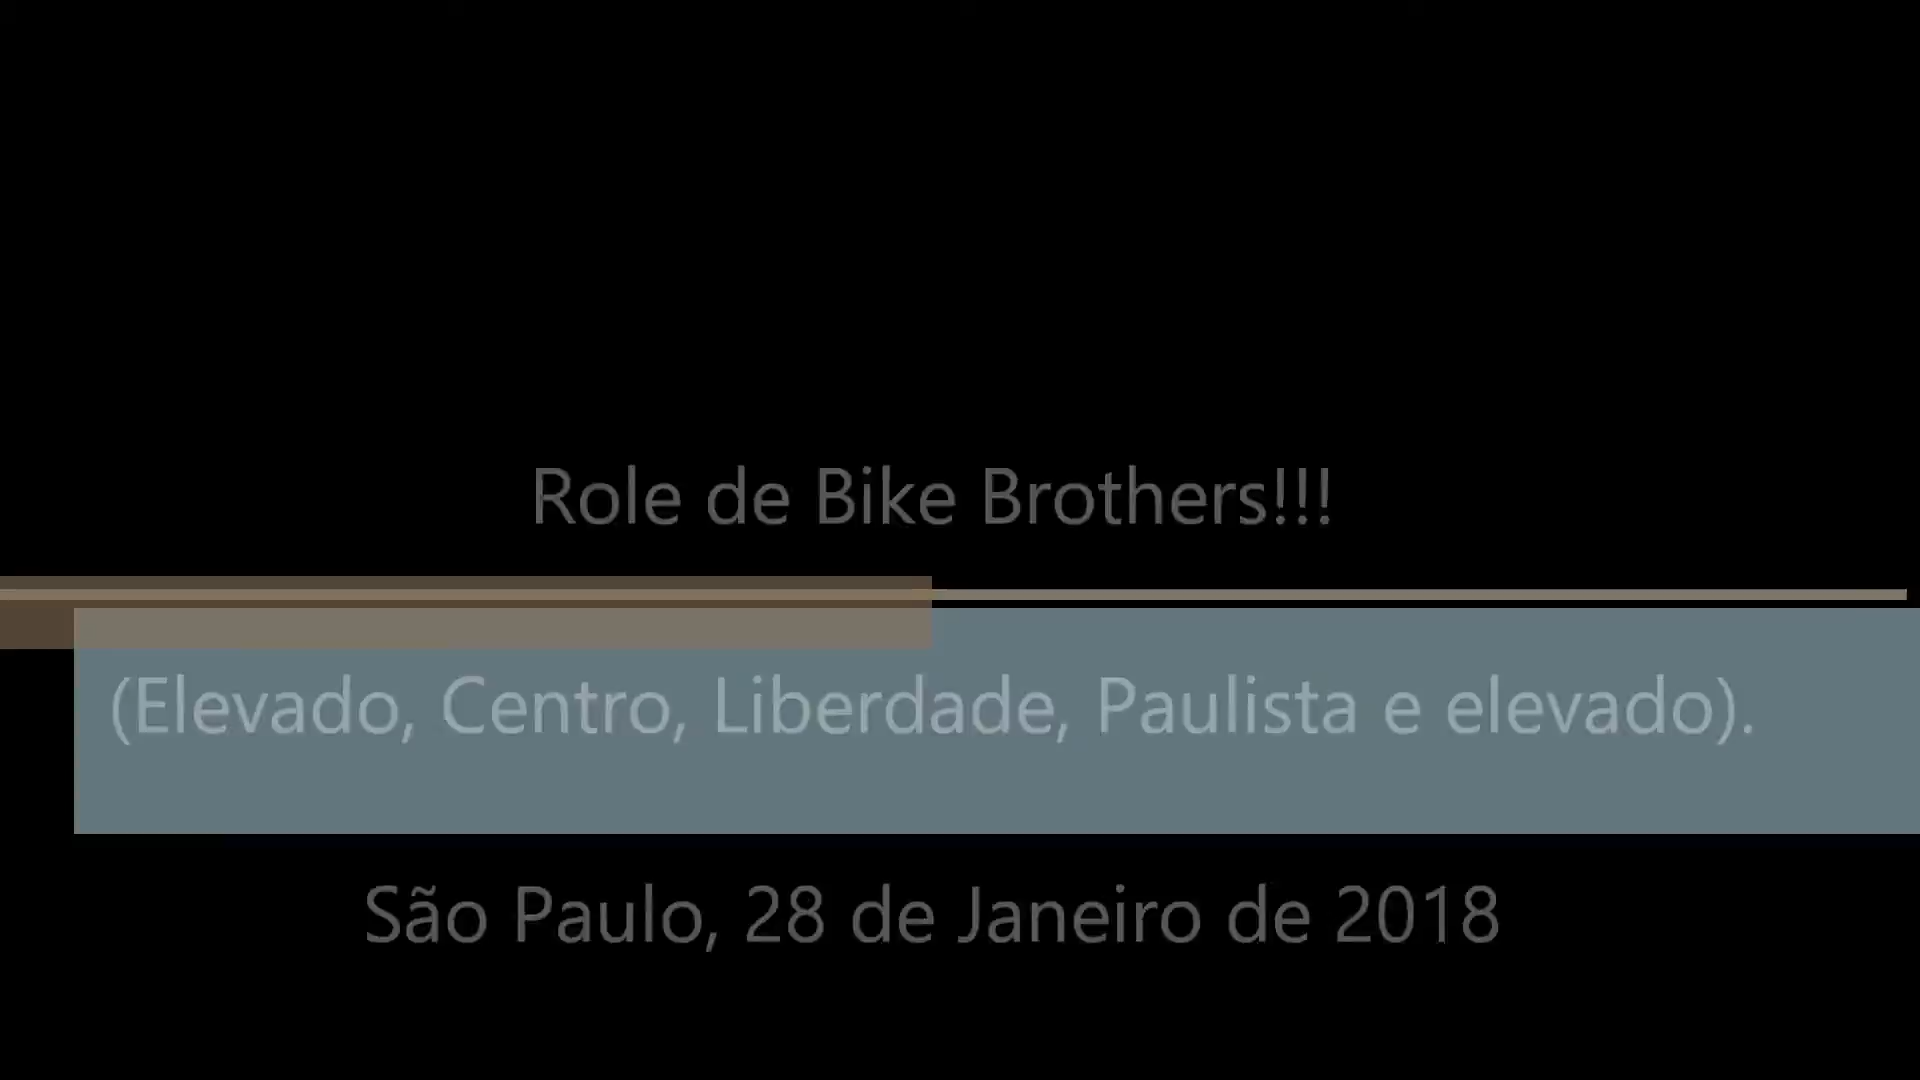 Role de Bike Brothers!!!
(Elevado, Centro, Liberdade, Paulista e elevado).
São Paulo, 28 de Janeiro de 2018